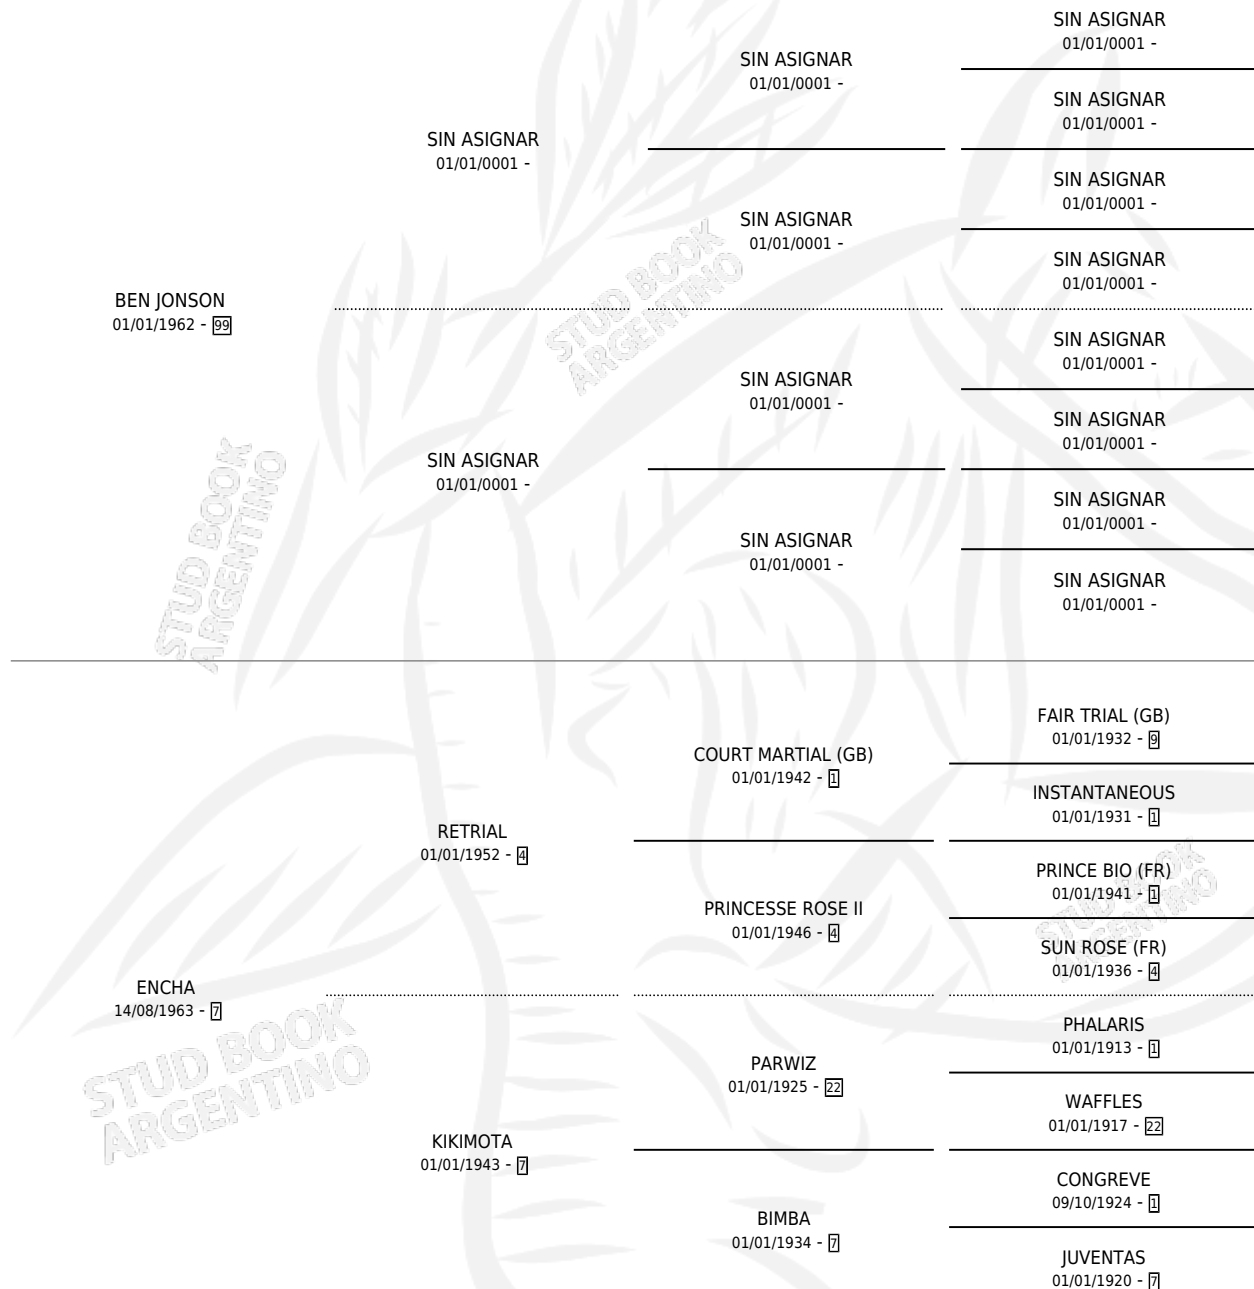 SIN ASIGNAR
01/01/0001 -
SIN ASIGNAR
01/01/0001 -
SIN ASIGNAR
01/01/0001 -
SIN ASIGNAR
01/01/0001 -
SIN ASIGNAR
01/01/0001 -
SIN ASIGNAR
01/01/0001 -
STUD BOOK
ARGENTINO
SIN ASIGNAR
01/01/0001 -
BEN JONSON
01/01/1962 - 99
SIN ASIGNAR
01/01/0001 -
SIN ASIGNAR
01/01/0001 -
SIN ASIGNAR
01/01/0001 -
SIN ASIGNAR
01/01/0001 -
STUD BOOK
ARGENTINO
SIN ASIGNAR
01/01/0001 -
SIN ASIGNAR
01/01/0001 -
SIN ASIGNAR
01/01/0001 -
FAIR TRIAL (GB)
01/01/1932 - 9
COURT MARTIAL (GB)
01/01/1942 - 1
INSTANTANEOUS
01/01/1931 - 1
RETRIAL
01/01/1952 - 4
PRINCE BIO (FR)
01/01/1941 - 1
STUD BOOK
ARGENTINO
PRINCESSE ROSE II
01/01/1946 - 4
SUN ROSE (FR)
01/01/1936 - 4
ENCHA
14/08/1963 - 7
STUD BOOK
ARGENTINO
PHALARIS
01/01/1913 - 1
PARWIZ
01/01/1925 - 22
WAFFLES
01/01/1917 - 22
KIKIMOTA
01/01/1943 - 7
CONGREVE
09/10/1924 - 1
BIMBA
01/01/1934 - 7
JUVENTAS
01/01/1920 - 7